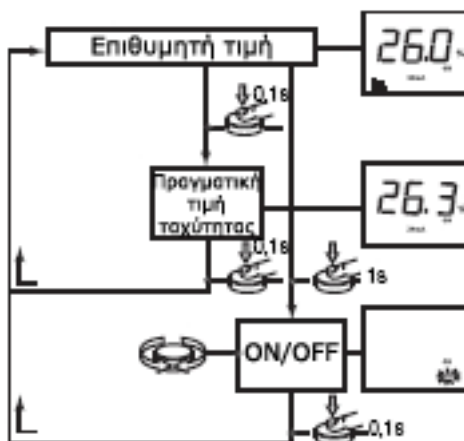 Επιθυμητή τιμή
26.0
0,1s
Πραγματική
τιμή
ταχύτητας
26.3
0,1s
1s
ON/OFF
0,1s